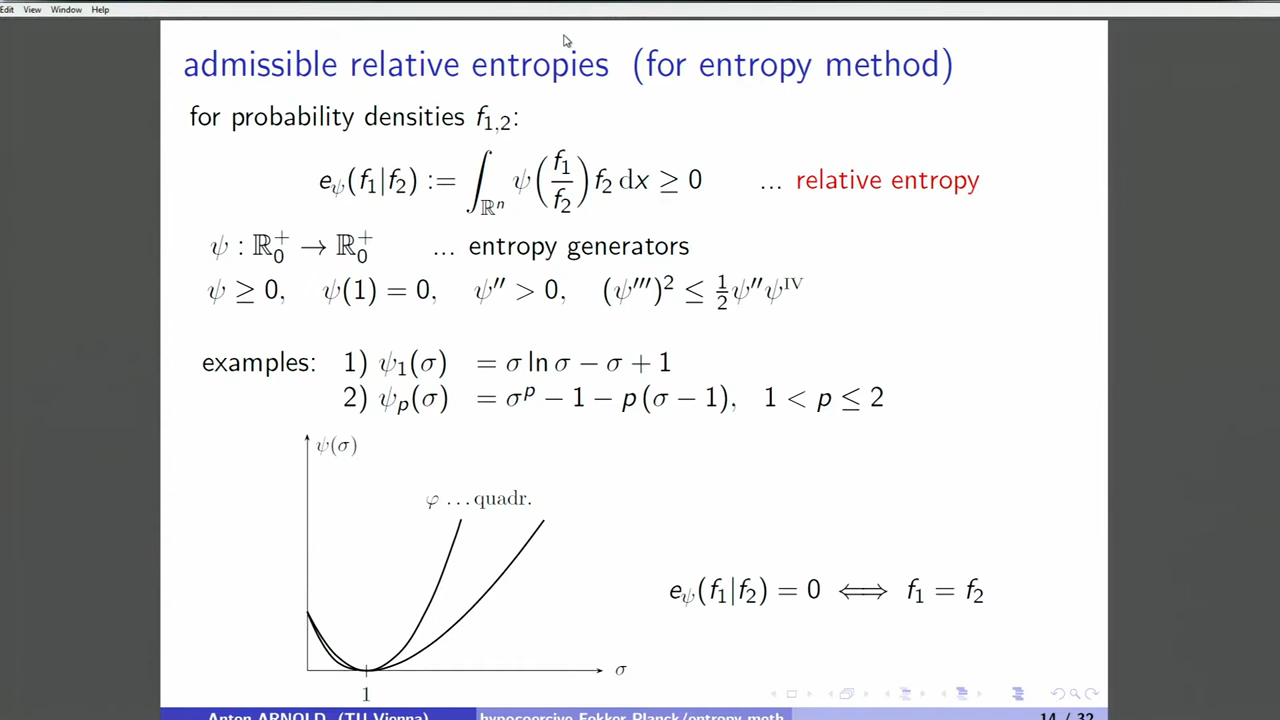 Edit View Window Help
admissible relative entropies (for entropy method)
for probability densities f₁,₂:
e_ψ(f₁|f₂) := ∫_ℝⁿ ψ(f₁/f₂) f₂ dx ≥ 0 ... relative entropy
ψ : ℝ₀⁺ → ℝ₀⁺ ... entropy generators
ψ ≥ 0, ψ(1) = 0, ψ″ > 0, (ψ‴)² ≤ ½ψ″ψ^IV
examples: 1) ψ₁(σ) = σ ln σ − σ + 1
2) ψ_p(σ) = σ^p − 1 − p(σ − 1), 1 < p ≤ 2
ψ(σ)
φ ... quadr.
e_ψ(f₁|f₂) = 0 ⟺ f₁ = f₂
σ
1
Anton ARNOLD (TU Vienna) hypocoercive Fokker Planck/entropy meth 14 / 32